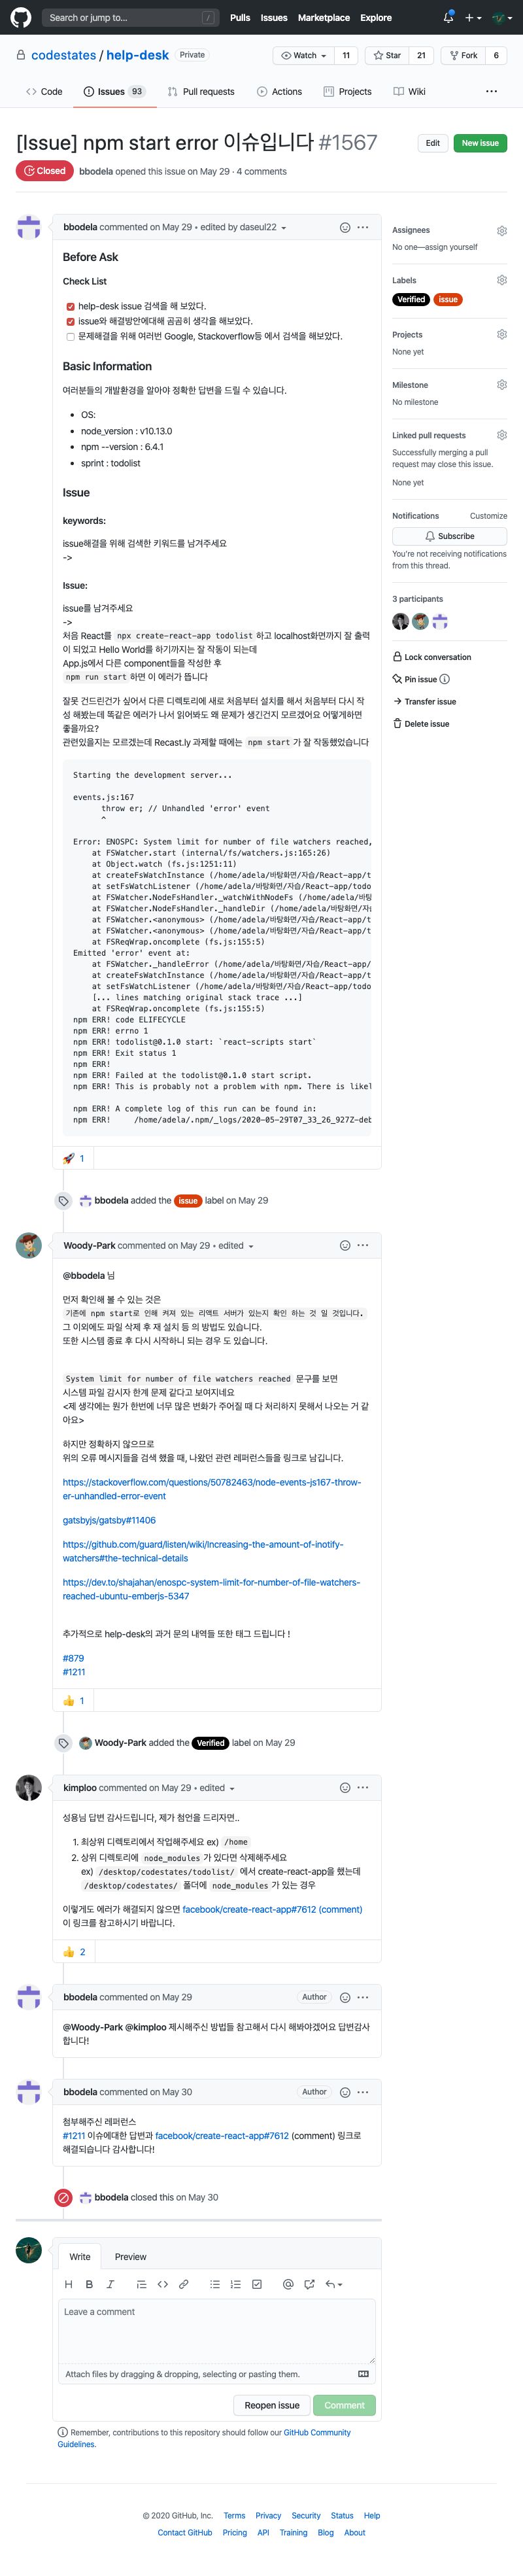 Search or jump to... /
Pulls Issues Marketplace Explore
codestates / help-desk Private
Watch 11 Star 21 Fork 6
Code Issues 93 Pull requests Actions Projects Wiki
[Issue] npm start error 이슈입니다 #1567
Edit New issue
Closed bbodela opened this issue on May 29 · 4 comments
bbodela commented on May 29 • edited by daseul22
Before Ask
Check List
help-desk issue 검색을 해 보았다.
issue와 해결방안에대해 곰곰히 생각을 해보았다.
문제해결을 위해 여러번 Google, Stackoverflow등 에서 검색을 해보았다.
Basic Information
여러분들의 개발환경을 알아야 정확한 답변을 드릴 수 있습니다.
• OS:
• node_version : v10.13.0
• npm --version : 6.4.1
• sprint : todolist
Issue
keywords:
issue해결을 위해 검색한 키워드를 남겨주세요
->
Issue:
issue를 남겨주세요
->
처음 React를 npx create-react-app todolist 하고 localhost화면까지 잘 출력
이 되었고 Hello World를 하기까지는 잘 작동이 되는데
App.js에서 다른 component들을 작성한 후
npm run start 하면 이 에러가 뜹니다
잘못 건드린건가 싶어서 다른 디렉토리에 새로 처음부터 설치를 해서 처음부터 다시 작
성 해봤는데 똑같은 에러가 나서 읽어봐도 왜 문제가 생긴건지 모르겠어요 어떻게하면
좋을까요?
관련있을지는 모르겠는데 Recast.ly 과제할 때에는 npm start 가 잘 작동했었습니다
Starting the development server...
events.js:167
throw er; // Unhandled 'error' event
^
Error: ENOSPC: System limit for number of file watchers reached,
at FSWatcher.start (internal/fs/watchers.js:165:26)
at Object.watch (fs.js:1251:11)
at createFsWatchInstance (/home/adela/바탕화면/자습/React-app/t
at setFsWatchListener (/home/adela/바탕화면/자습/React-app/todo
at FSWatcher.NodeFsHandler._watchWithNodeFs (/home/adela/바탕
at FSWatcher.NodeFsHandler._handleDir (/home/adela/바탕화면/자
at FSWatcher.<anonymous> (/home/adela/바탕화면/자습/React-app/t
at FSWatcher.<anonymous> (/home/adela/바탕화면/자습/React-app/t
at FSReqWrap.oncomplete (fs.js:155:5)
Emitted 'error' event at:
at FSWatcher._handleError (/home/adela/바탕화면/자습/React-app/
at createFsWatchInstance (/home/adela/바탕화면/자습/React-app/t
at setFsWatchListener (/home/adela/바탕화면/자습/React-app/todo
[... lines matching original stack trace ...]
at FSReqWrap.oncomplete (fs.js:155:5)
npm ERR! code ELIFECYCLE
npm ERR! errno 1
npm ERR! todolist@0.1.0 start: `react-scripts start`
npm ERR! Exit status 1
npm ERR!
npm ERR! Failed at the todolist@0.1.0 start script.
npm ERR! This is probably not a problem with npm. There is likel
npm ERR! A complete log of this run can be found in:
npm ERR!     /home/adela/.npm/_logs/2020-05-29T07_33_26_927Z-deb
🚀 1
Assignees
No one—assign yourself
Labels
Verified issue
Projects
None yet
Milestone
No milestone
Linked pull requests
Successfully merging a pull
request may close this issue.
None yet
Notifications Customize
Subscribe
You're not receiving notifications
from this thread.
3 participants
Lock conversation
Pin issue
Transfer issue
Delete issue
bbodela added the issue label on May 29
Woody-Park commented on May 29 • edited
@bbodela 님
먼저 확인해 볼 수 있는 것은
기존에 npm start로 인해 켜져 있는 리액트 서버가 있는지 확인 하는 것 일 것입니다.
그 이외에도 파일 삭제 후 재 설치 등 의 방법도 있습니다.
또한 시스템 종료 후 다시 시작하니 되는 경우 도 있습니다.
System limit for number of file watchers reached 문구를 보면
시스템 파일 감시자 한계 문제 같다고 보여지네요
<제 생각에는 뭔가 한번에 너무 많은 변화가 주어질 때 다 처리하지 못해서 나오는 거 같
아요>
하지만 정확하지 않으므로
위의 오류 메시지들을 검색 했을 때, 나왔던 관련 레퍼런스들을 링크로 남깁니다.
https://stackoverflow.com/questions/50782463/node-events-js167-throw-
er-unhandled-error-event
gatsbyjs/gatsby#11406
https://github.com/guard/listen/wiki/Increasing-the-amount-of-inotify-
watchers#the-technical-details
https://dev.to/shajahan/enospc-system-limit-for-number-of-file-watchers-
reached-ubuntu-emberjs-5347
추가적으로 help-desk의 과거 문의 내역들 또한 태그 드립니다 !
#879
#1211
👍 1
Woody-Park added the Verified label on May 29
kimploo commented on May 29 • edited
성용님 답변 감사드립니다, 제가 첨언을 드리자면..
1. 최상위 디렉토리에서 작업해주세요 ex) /home
2. 상위 디렉토리에 node_modules 가 있다면 삭제해주세요
ex) /desktop/codestates/todolist/ 에서 create-react-app을 했는데
/desktop/codestates/ 폴더에 node_modules 가 있는 경우
이렇게도 에러가 해결되지 않으면 facebook/create-react-app#7612 (comment)
이 링크를 참고하시기 바랍니다.
👍 2
bbodela commented on May 29 Author
@Woody-Park @kimploo 제시해주신 방법들 참고해서 다시 해봐야겠어요 답변감사
합니다!
bbodela commented on May 30 Author
첨부해주신 레퍼런스
#1211 이슈에대한 답변과 facebook/create-react-app#7612 (comment) 링크로
해결되습니다 감사합니다!
bbodela closed this on May 30
Write Preview
Leave a comment
Attach files by dragging & dropping, selecting or pasting them.
Reopen issue Comment
Remember, contributions to this repository should follow our GitHub Community
Guidelines.
© 2020 GitHub, Inc. Terms Privacy Security Status Help
Contact GitHub Pricing API Training Blog About